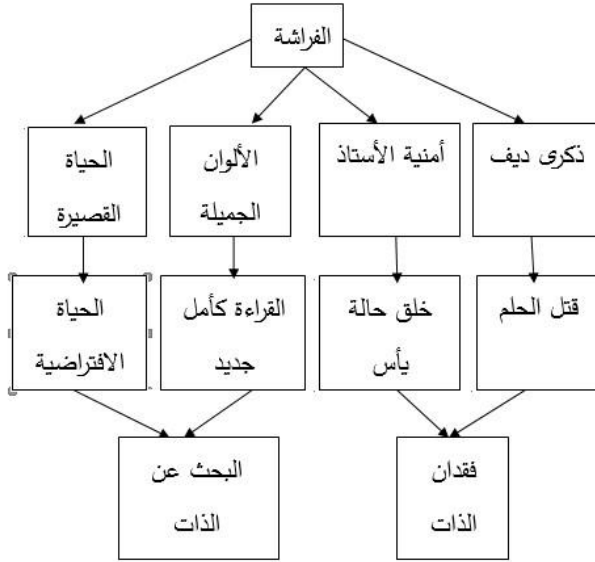 الفراشة
ذكرى ديف
أمنية الأستاذ
الألوان
الجميلة
الحياة
القصيرة
قتل الحلم
خلق حالة
يأس
القراءة كأمل
جديد
الحياة
الافتراضية
فقدان
الذات
البحث عن
الذات